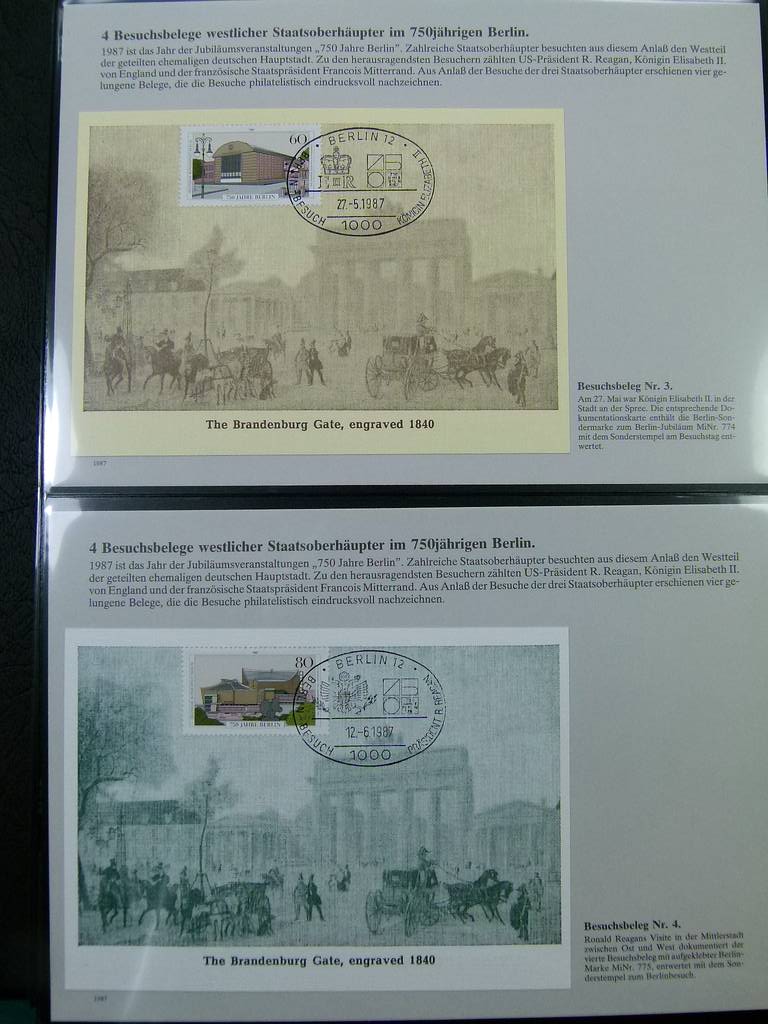 4 Besuchsbelege westlicher Staatsoberhäupter im 750jährigen Berlin.
1987 ist das Jahr der Jubiläumsveranstaltungen „750 Jahre Berlin”. Zahlreiche Staatsoberhäupter besuchten aus diesem Anlaß den Westteil
der geteilten ehemaligen deutschen Hauptstadt. Zu den herausragendsten Besuchern zählten US-Präsident R. Reagan, Königin Elisabeth II.
von England und der französische Staatspräsident Francois Mitterrand. Aus Anlaß der Besuche der drei Staatsoberhäupter erschienen vier ge-
lungene Belege, die die Besuche philatelistisch eindrucksvoll nachzeichnen.
60
750 JAHRE BERLIN
· BERLIN 12 ·
E II R
27.-5.1987
BERLIN-BESUCH
KÖNIGIN ELIZABETH II
1000
The Brandenburg Gate, engraved 1840
Besuchsbeleg Nr. 3.
Am 27. Mai war Königin Elisabeth II. in der
Stadt an der Spree. Die entsprechende Do-
kumentationskarte enthält die Berlin-Son-
dermarke zum Berlin-Jubiläum MiNr. 774
mit dem Sonderstempel am Besuchstag ent-
wertet.
1987
4 Besuchsbelege westlicher Staatsoberhäupter im 750jährigen Berlin.
1987 ist das Jahr der Jubiläumsveranstaltungen „750 Jahre Berlin”. Zahlreiche Staatsoberhäupter besuchten aus diesem Anlaß den Westteil
der geteilten ehemaligen deutschen Hauptstadt. Zu den herausragendsten Besuchern zählten US-Präsident R. Reagan, Königin Elisabeth II.
von England und der französische Staatspräsident Francois Mitterrand. Aus Anlaß der Besuche der drei Staatsoberhäupter erschienen vier ge-
lungene Belege, die die Besuche philatelistisch eindrucksvoll nachzeichnen.
80
750 JAHRE BERLIN
· BERLIN 12 ·
12.-6.1987
BERLIN-BESUCH
PRÄSIDENT R. REAGAN
1000
The Brandenburg Gate, engraved 1840
Besuchsbeleg Nr. 4.
Ronald Reagans Visite in der Mittlerstadt
zwischen Ost und West dokumentiert der
vierte Besuchsbeleg mit aufgeklebter Berlin-
Marke MiNr. 775, entwertet mit dem Son-
derstempel zum Berlinbesuch.
1987